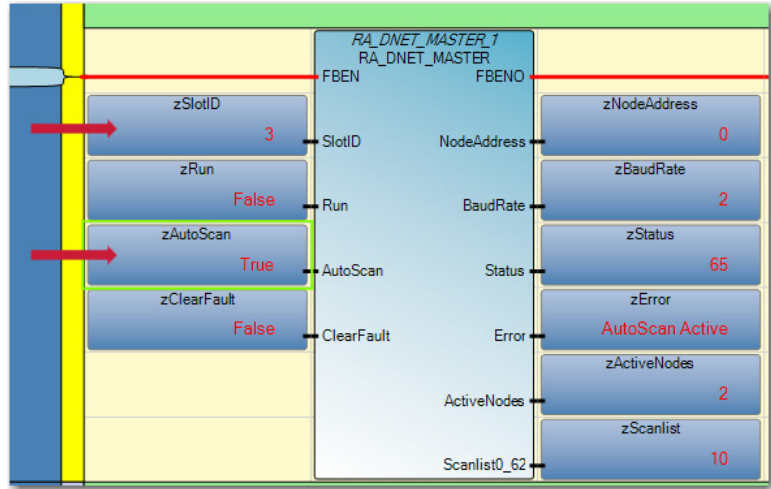 RA_DNET_MASTER_1
RA_DNET_MASTER
FBEN FBENO
zSlotID
3
SlotID
NodeAddress
zNodeAddress
0
zRun
False
Run
BaudRate
zBaudRate
2
zAutoScan
True
AutoScan
Status
zStatus
65
zClearFault
False
ClearFault
Error
zError
AutoScan Active
ActiveNodes
zActiveNodes
2
Scanlist0_62
zScanlist
10